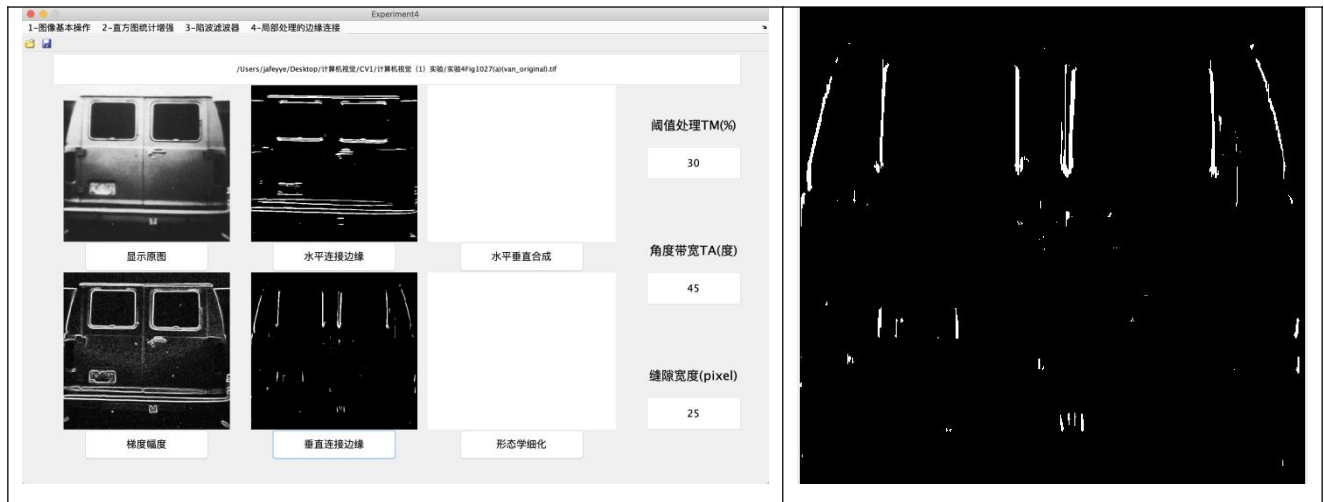 Experiment4
1-图像基本操作 2-直方图统计增强 3-陷波滤波器 4-局部处理的边缘连接
/Users/jafeyye/Desktop/计算机视觉/CV1/计算机视觉（1）实验/实验4Fig1027(a)(van_original).tif
阈值处理TM(%)
30
显示原图 水平连接边缘 水平垂直合成
角度带宽TA(度)
45
缝隙宽度(pixel)
25
梯度幅度 垂直连接边缘 形态学细化